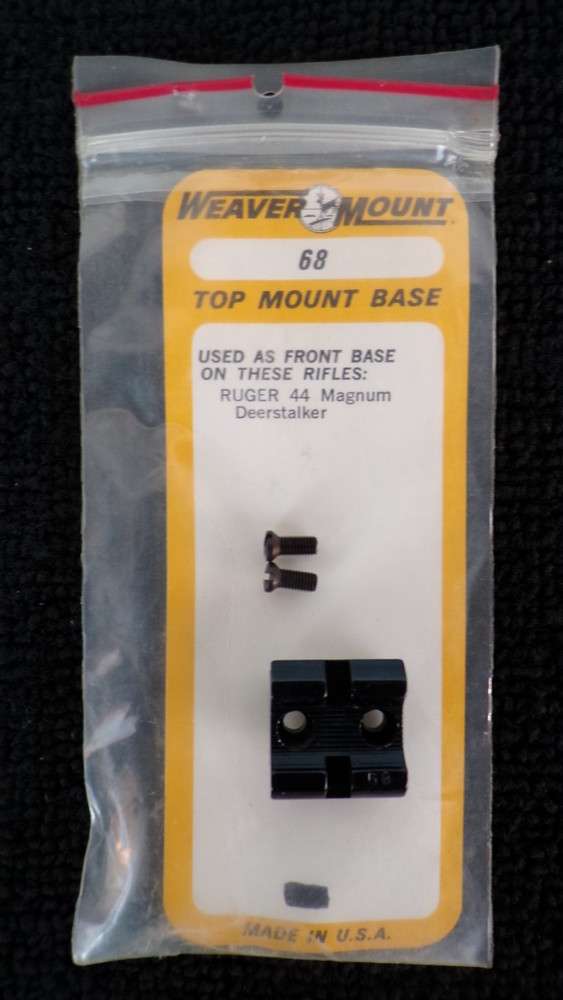 WEAVER MOUNT
68
TOP MOUNT BASE
USED AS FRONT BASE
ON THESE RIFLES:
RUGER 44 Magnum
Deerstalker
68
MADE IN U.S.A.